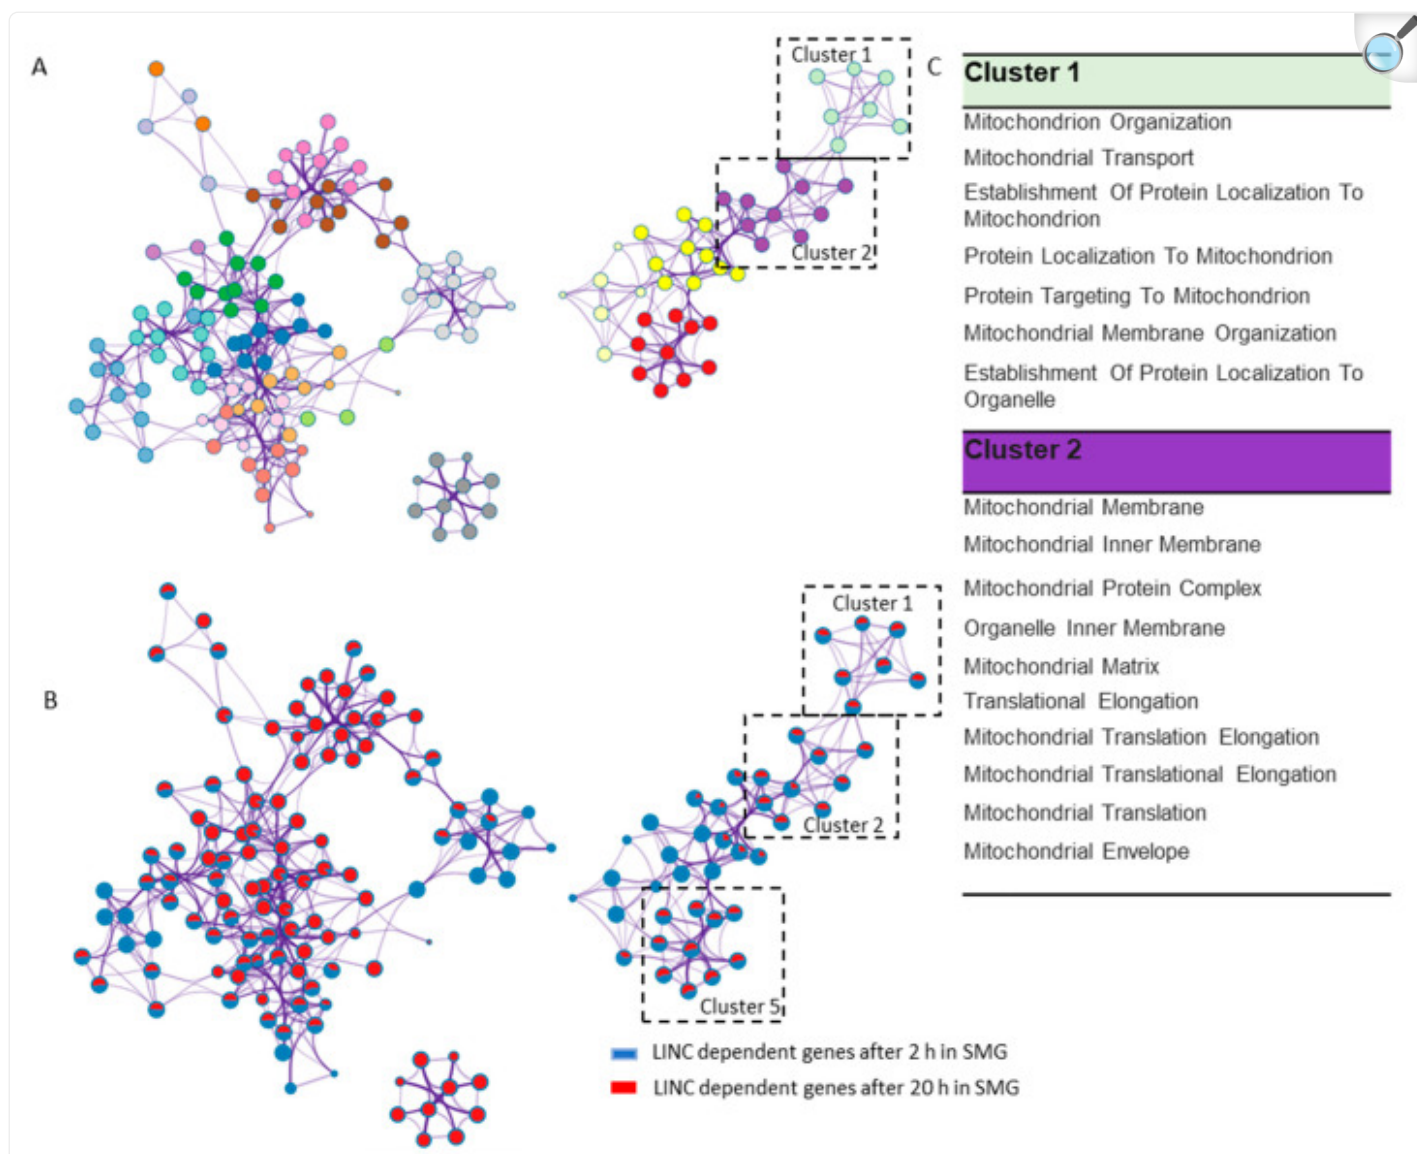 A
Cluster 1
Cluster 2
C
Cluster 1
Mitochondrion Organization
Mitochondrial Transport
Establishment Of Protein Localization To
Mitochondrion
Protein Localization To Mitochondrion
Protein Targeting To Mitochondrion
Mitochondrial Membrane Organization
Establishment Of Protein Localization To
Organelle
Cluster 2
Mitochondrial Membrane
Mitochondrial Inner Membrane
Mitochondrial Protein Complex
Organelle Inner Membrane
Mitochondrial Matrix
Translational Elongation
Mitochondrial Translation Elongation
Mitochondrial Translational Elongation
Mitochondrial Translation
Mitochondrial Envelope
B
Cluster 1
Cluster 2
Cluster 5
LINC dependent genes after 2 h in SMG
LINC dependent genes after 20 h in SMG